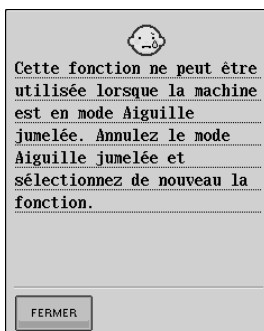 Cette fonction ne peut être
utilisée lorsque la machine
est en mode Aiguille
jumelée. Annulez le mode
Aiguille jumelée et
sélectionnez de nouveau la
fonction.
FERMER